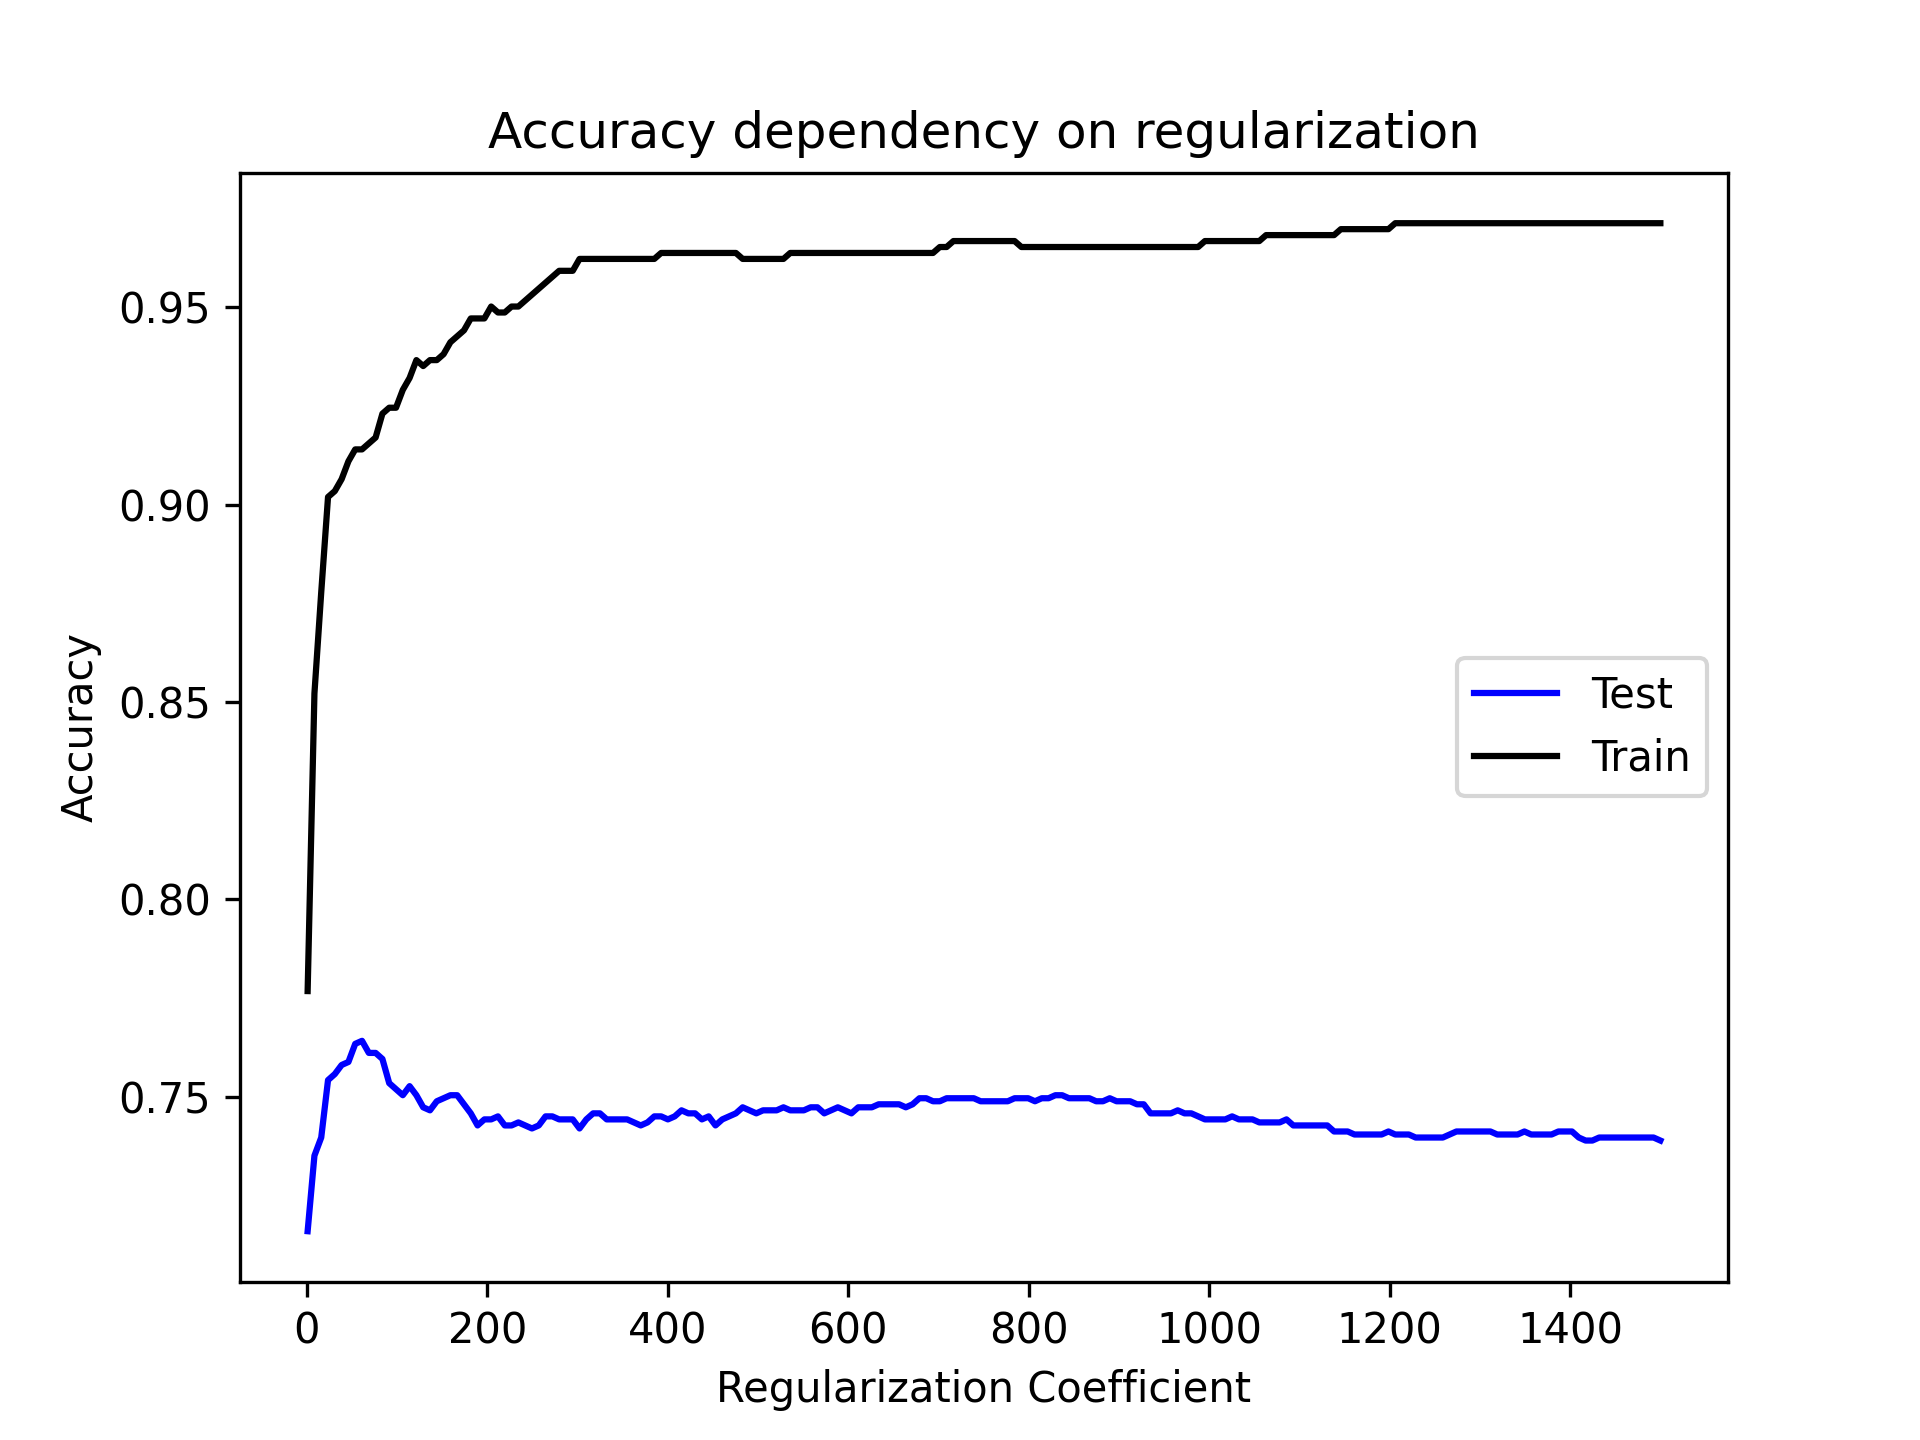 Accuracy dependency on regularization
Accuracy
0.95
0.90
0.85
0.80
0.75
Test
Train
0 200 400 600 800 1000 1200 1400
Regularization Coefficient